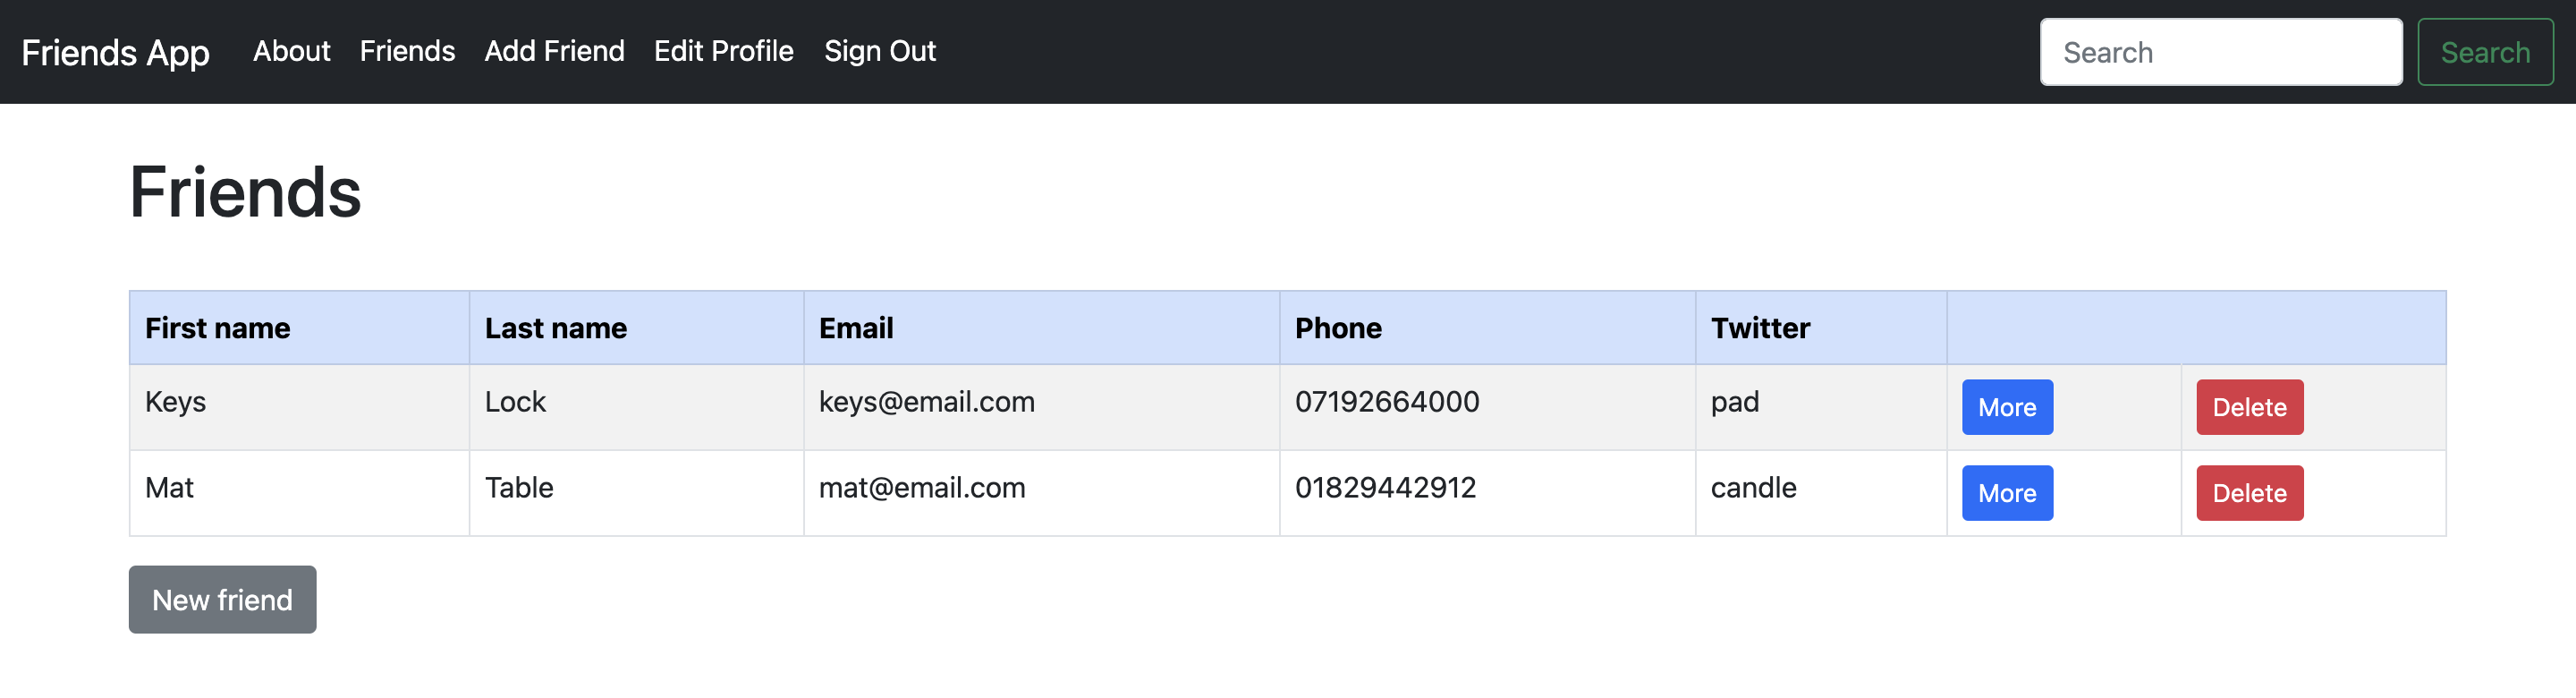 Friends App About Friends Add Friend Edit Profile Sign Out Search Search
Friends
First name Last name Email Phone Twitter
Keys Lock keys@email.com 07192664000 pad More Delete
Mat Table mat@email.com 01829442912 candle More Delete
New friend